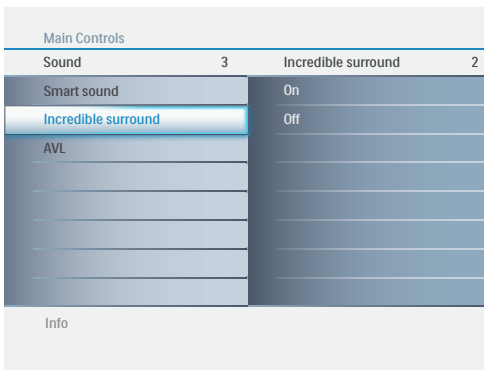 Main Controls
Sound 3 Incredible surround 2
Smart sound On
Incredible surround Off
AVL
Info